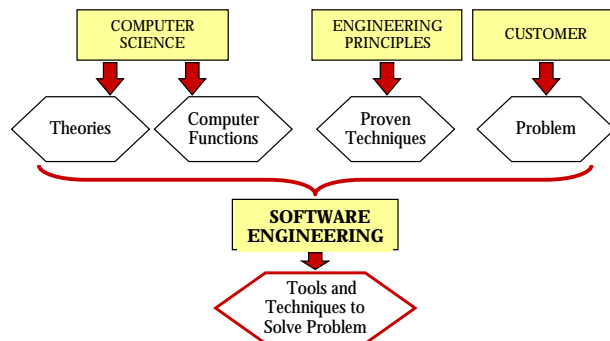 COMPUTER
SCIENCE
ENGINEERING
PRINCIPLES
CUSTOMER
Theories
Computer
Functions
Proven
Techniques
Problem
SOFTWARE
ENGINEERING
Tools and
Techniques to
Solve Problem